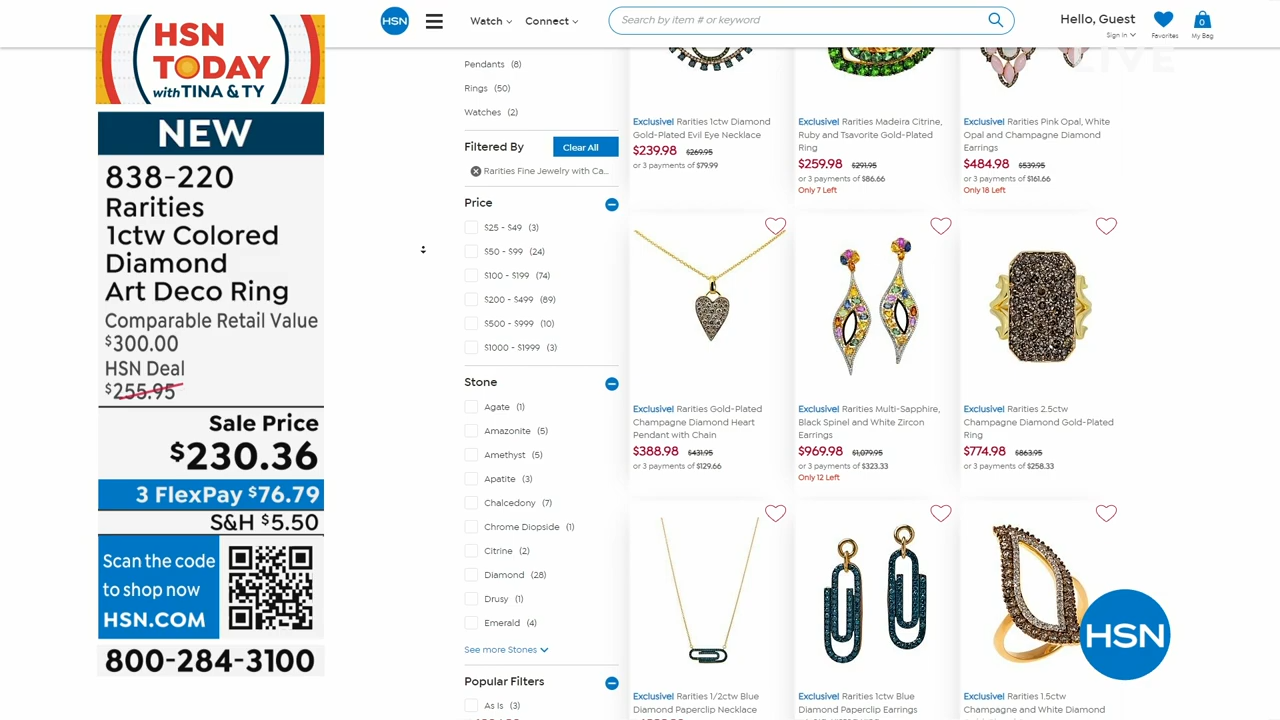 HSN
TODAY
with TINA & TY
NEW
838-220
Rarities
1ctw Colored
Diamond
Art Deco Ring
Comparable Retail Value
$300.00
HSN Deal
$255.95
Sale Price
$230.36
3 FlexPay $76.79
S&H $5.50
Scan the code
to shop now
HSN.COM
800-284-3100
HSN
Watch
Connect
Search by item # or keyword
Hello, Guest
Sign In
Favorites
0
My Bag
LIVE
Pendants (8)
Rings (50)
Watches (2)
Filtered By
Clear All
Rarities Fine Jewelry with Ca...
Price
$25 - $49 (3)
$50 - $99 (24)
$100 - $199 (74)
$200 - $499 (89)
$500 - $999 (10)
$1000 - $1999 (3)
Stone
Agate (1)
Amazonite (5)
Amethyst (5)
Apatite (3)
Chalcedony (7)
Chrome Diopside (1)
Citrine (2)
Diamond (28)
Drusy (1)
Emerald (4)
See more Stones
Popular Filters
As Is (3)
Exclusive! Rarities 1ctw Diamond
Gold-Plated Evil Eye Necklace
$239.98 $269.95
or 3 payments of $79.99
Exclusive! Rarities Madeira Citrine,
Ruby and Tsavorite Gold-Plated
Ring
$259.98 $291.95
or 3 payments of $86.66
Only 7 Left
Exclusive! Rarities Pink Opal, White
Opal and Champagne Diamond
Earrings
$484.98 $539.95
or 3 payments of $161.66
Only 18 Left
Exclusive! Rarities Gold-Plated
Champagne Diamond Heart
Pendant with Chain
$388.98 $431.95
or 3 payments of $129.66
Exclusive! Rarities Multi-Sapphire,
Black Spinel and White Zircon
Earrings
$969.98 $1,079.95
or 3 payments of $323.33
Only 12 Left
Exclusive! Rarities 2.5ctw
Champagne Diamond Gold-Plated
Ring
$774.98 $863.95
or 3 payments of $258.33
Exclusive! Rarities 1/2ctw Blue
Diamond Paperclip Necklace
Exclusive! Rarities 1ctw Blue
Diamond Paperclip Earrings
Exclusive! Rarities 1.5ctw
Champagne and White Diamond
HSN